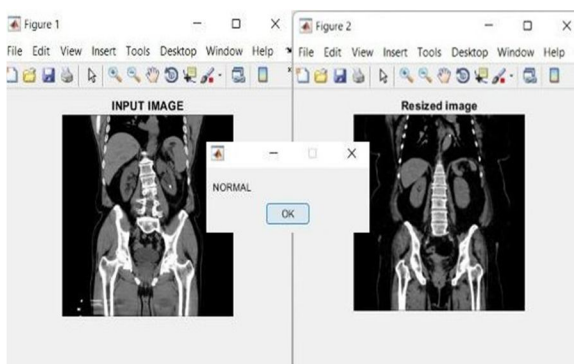 Figure 1
File Edit View Insert Tools Desktop Window Help
INPUT IMAGE
Figure 2
File Edit View Insert Tools Desktop Window Help
Resized image
NORMAL
OK